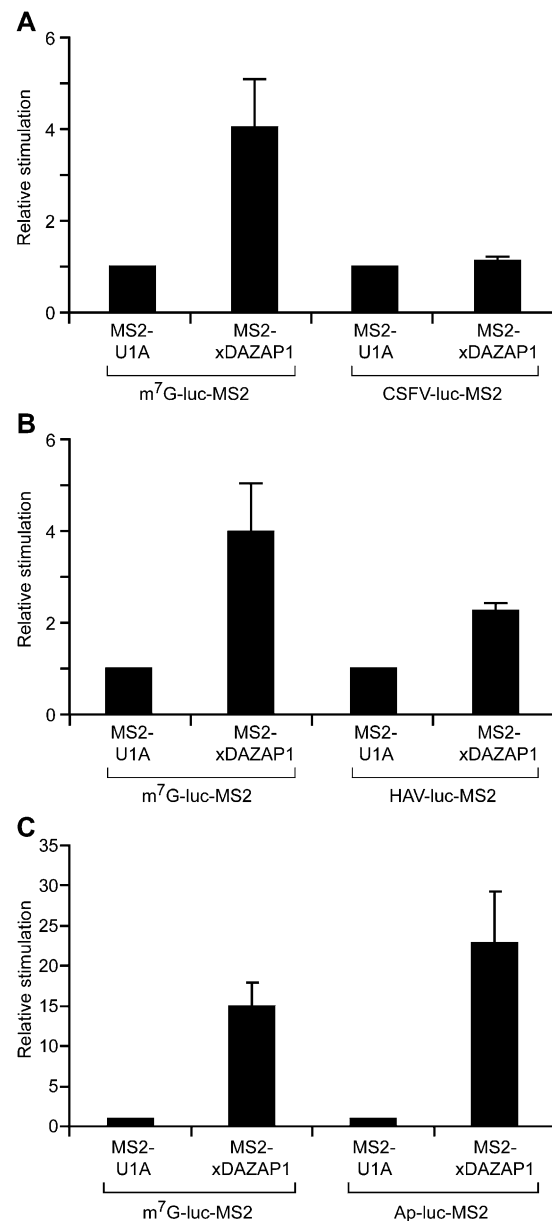 A
6
4
2
0
Relative stimulation
MS2- MS2- MS2- MS2-
U1A xDAZAP1 U1A xDAZAP1
m⁷G-luc-MS2 CSFV-luc-MS2
B
6
4
2
0
Relative stimulation
MS2- MS2- MS2- MS2-
U1A xDAZAP1 U1A xDAZAP1
m⁷G-luc-MS2 HAV-luc-MS2
C
35
30
25
20
15
10
5
0
Relative stimulation
MS2- MS2- MS2- MS2-
U1A xDAZAP1 U1A xDAZAP1
m⁷G-luc-MS2 Ap-luc-MS2